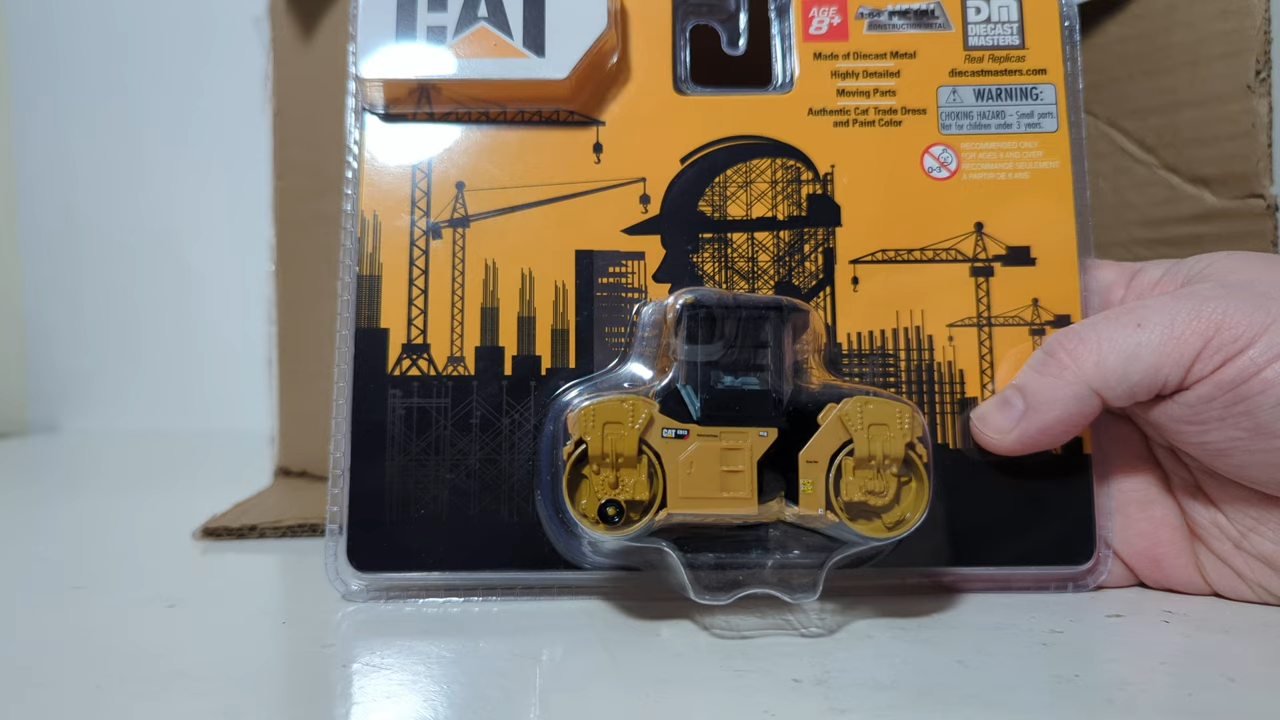 CAT
AGE
8+
1:64 METAL
CONSTRUCTION METAL
DM
DIECAST
MASTERS
Real Replicas
diecastmasters.com
Made of Diecast Metal
Highly Detailed
Moving Parts
Authentic Cat Trade Dress
and Paint Color
WARNING:
CHOKING HAZARD – Small parts.
Not for children under 3 years.
0-3
RECOMMENDED ONLY
FOR AGES 8 AND OVER
RECOMMANDÉ SEULEMENT
À PARTIR DE 8 ANS
CAT